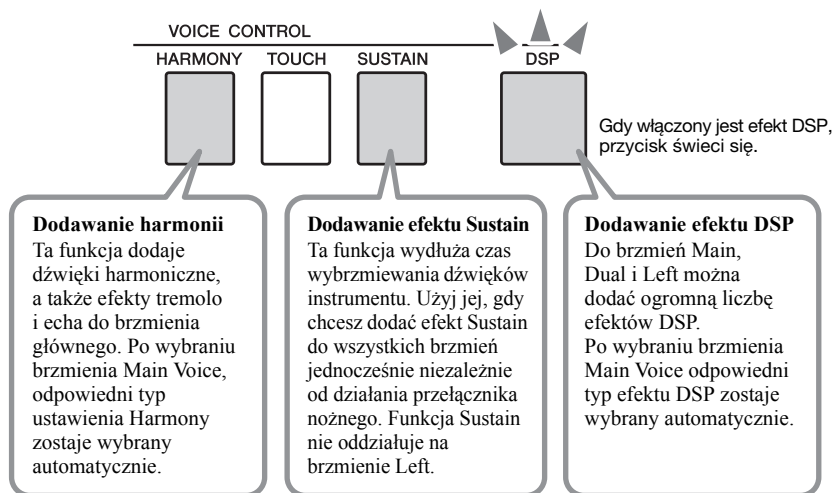 VOICE CONTROL
HARMONY TOUCH SUSTAIN DSP
Gdy włączony jest efekt DSP,
przycisk świeci się.
Dodawanie harmonii
Ta funkcja dodaje
dźwięki harmoniczne,
a także efekty tremolo
i echa do brzmienia
głównego. Po wybraniu
brzmienia Main Voice,
odpowiedni typ
ustawienia Harmony
zostaje wybrany
automatycznie.
Dodawanie efektu Sustain
Ta funkcja wydłuża czas
wybrzmiewania dźwięków
instrumentu. Użyj jej, gdy
chcesz dodać efekt Sustain
do wszystkich brzmień
jednocześnie niezależnie
od działania przełącznika
nożnego. Funkcja Sustain
nie oddziałuje na
brzmienie Left.
Dodawanie efektu DSP
Do brzmień Main,
Dual i Left można
dodać ogromną liczbę
efektów DSP.
Po wybraniu brzmienia
Main Voice odpowiedni
typ efektu DSP zostaje
wybrany automatycznie.